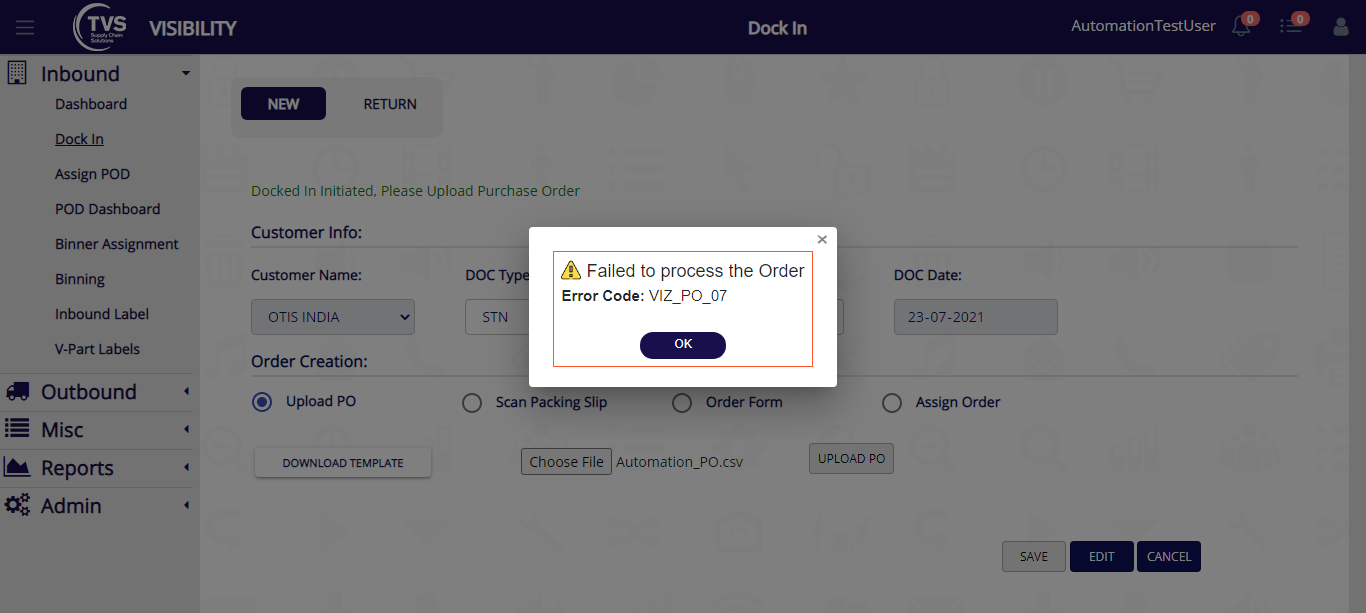 TVS
Supply Chain
Solutions
VISIBILITY
Dock In
AutomationTestUser
0
0
Inbound
Dashboard
Dock In
Assign POD
POD Dashboard
Binner Assignment
Binning
Inbound Label
V-Part Labels
Outbound
Misc
Reports
Admin
NEW
RETURN
Docked In Initiated, Please Upload Purchase Order
Customer Info:
Customer Name:
DOC Type
DOC Date:
OTIS INDIA
STN
23-07-2021
Failed to process the Order
Error Code: VIZ_PO_07
OK
Order Creation:
Upload PO
Scan Packing Slip
Order Form
Assign Order
DOWNLOAD TEMPLATE
Choose File
Automation_PO.csv
UPLOAD PO
SAVE
EDIT
CANCEL